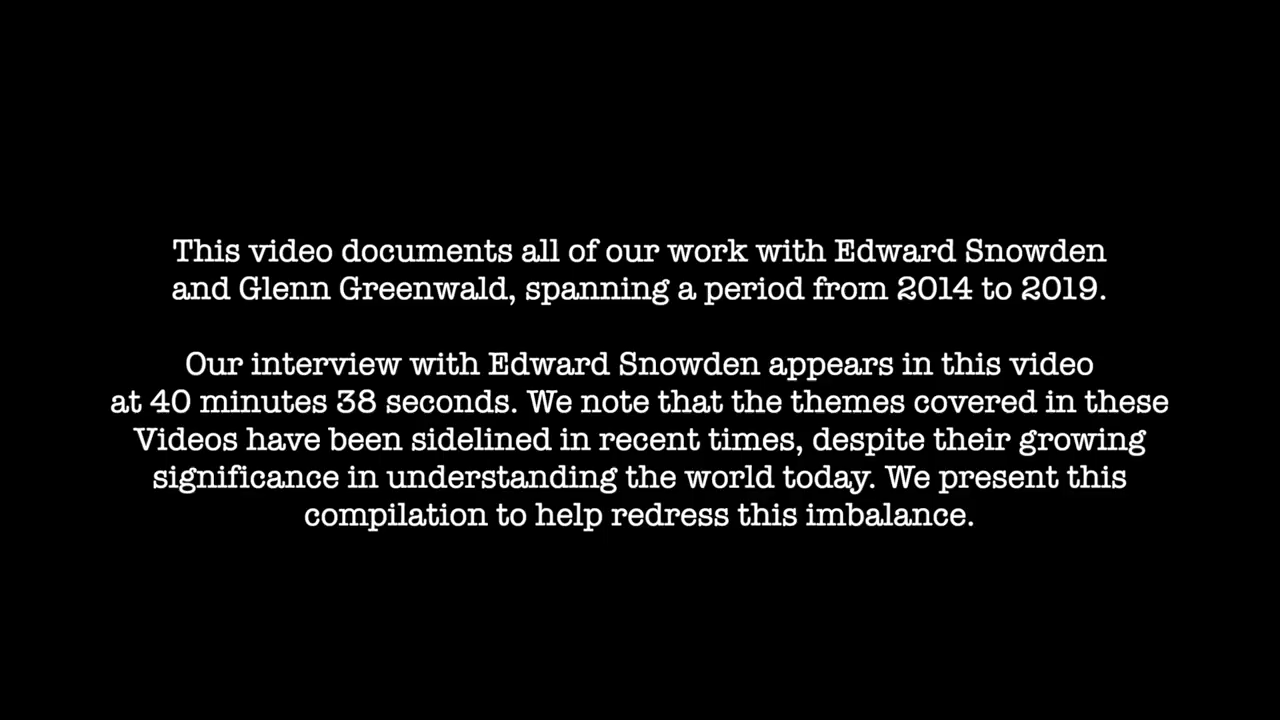 This video documents all of our work with Edward Snowden
and Glenn Greenwald, spanning a period from 2014 to 2019.
Our interview with Edward Snowden appears in this video
at 40 minutes 38 seconds. We note that the themes covered in these
Videos have been sidelined in recent times, despite their growing
significance in understanding the world today. We present this
compilation to help redress this imbalance.